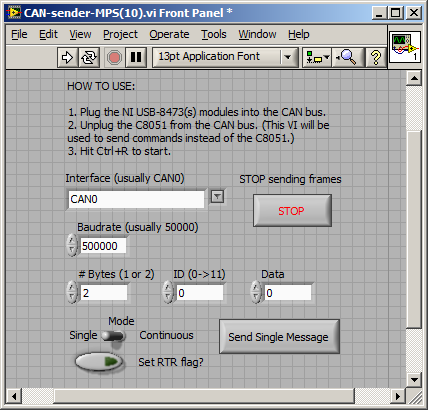 CAN-sender-MPS(10).vi Front Panel *
File Edit View Project Operate Tools Window Help
13pt Application Font
?
1
HOW TO USE:
1. Plug the NI USB-8473(s) modules into the CAN bus.
2. Unplug the C8051 from the CAN bus. (This VI will be
used to send commands instead of the C8051.)
3. Hit Ctrl+R to start.
Interface (usually CAN0)
STOP sending frames
CAN0
STOP
Baudrate (usually 50000)
500000
# Bytes (1 or 2) ID (0->11) Data
2 0 0
Mode
Single Continuous
Send Single Message
Set RTR flag?